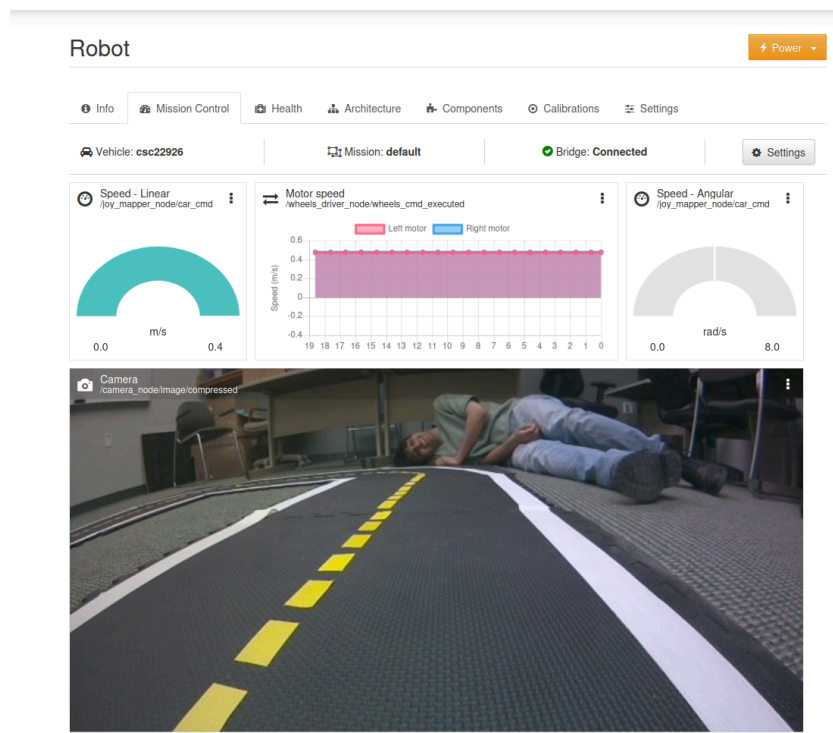 Robot
Power
Info Mission Control Health Architecture Components Calibrations Settings
Vehicle: csc22926 Mission: default Bridge: Connected Settings
Speed - Linear
/joy_mapper_node/car_cmd
m/s
0.0 0.4
Motor speed
/wheels_driver_node/wheels_cmd_executed
Left motor Right motor
Speed (m/s)
0.6
0.4
0.2
0
-0.2
-0.4
19 18 17 16 15 14 13 12 11 10 9 8 7 6 5 4 3 2 1 0
Speed - Angular
/joy_mapper_node/car_cmd
rad/s
0.0 8.0
Camera
/camera_node/image/compressed